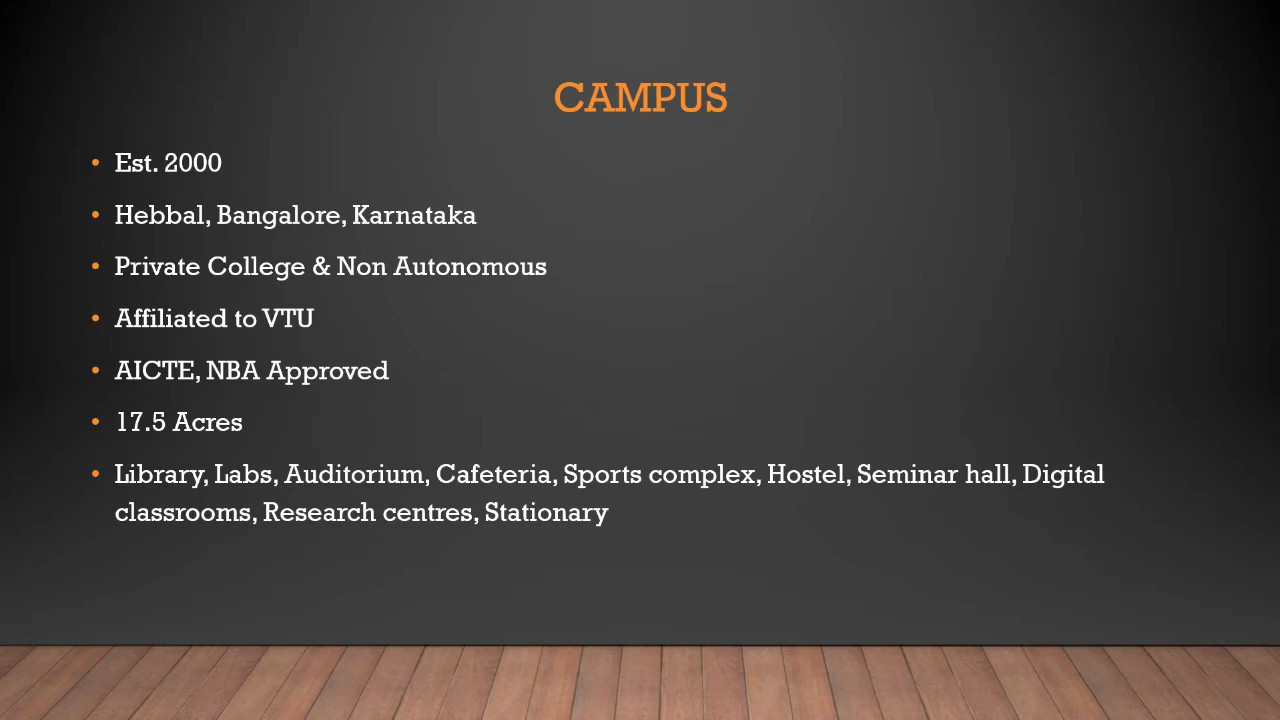 CAMPUS
• Est. 2000
• Hebbal, Bangalore, Karnataka
• Private College & Non Autonomous
• Affiliated to VTU
• AICTE, NBA Approved
• 17.5 Acres
• Library, Labs, Auditorium, Cafeteria, Sports complex, Hostel, Seminar hall, Digital
classrooms, Research centres, Stationary